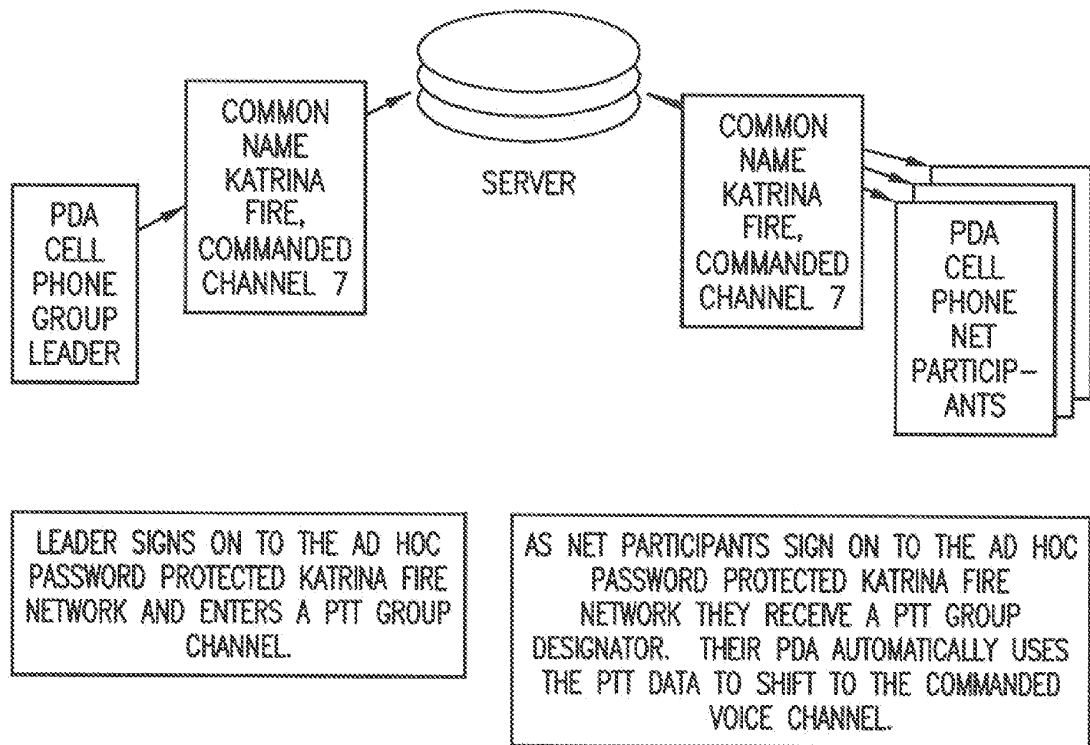 PDA
CELL
PHONE
GROUP
LEADER
COMMON
NAME
KATRINA
FIRE,
COMMANDED
CHANNEL 7
SERVER
COMMON
NAME
KATRINA
FIRE,
COMMANDED
CHANNEL 7
PDA
CELL
PHONE
NET
PARTICIP-
ANTS
LEADER SIGNS ON TO THE AD HOC
PASSWORD PROTECTED KATRINA FIRE
NETWORK AND ENTERS A PTT GROUP
CHANNEL.
AS NET PARTICIPANTS SIGN ON TO THE AD HOC
PASSWORD PROTECTED KATRINA FIRE
NETWORK THEY RECEIVE A PTT GROUP
DESIGNATOR. THEIR PDA AUTOMATICALLY USES
THE PTT DATA TO SHIFT TO THE COMMANDED
VOICE CHANNEL.